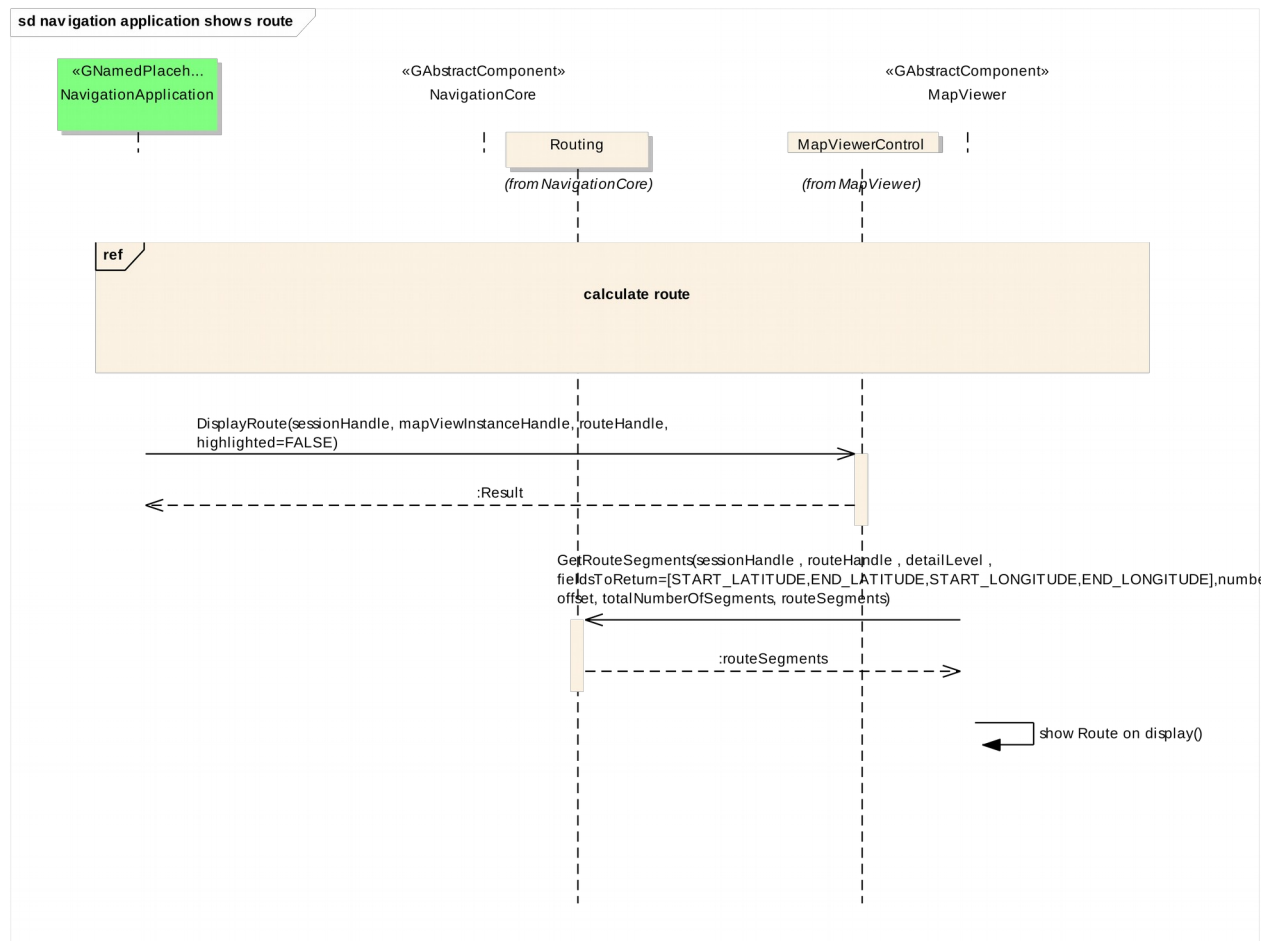 sd navigation application shows route
«GNamedPlaceh...
NavigationApplication
«GAbstractComponent»
NavigationCore
«GAbstractComponent»
MapViewer
Routing
(from NavigationCore)
MapViewerControl
(from MapViewer)
ref
calculate route
DisplayRoute(sessionHandle, mapViewInstanceHandle, routeHandle,
highlighted=FALSE)
:Result
GetRouteSegments(sessionHandle , routeHandle , detailLevel ,
fieldsToReturn=[START_LATITUDE,END_LATITUDE,START_LONGITUDE,END_LONGITUDE],numbe
offset, totalNumberOfSegments, routeSegments)
:routeSegments
show Route on display()